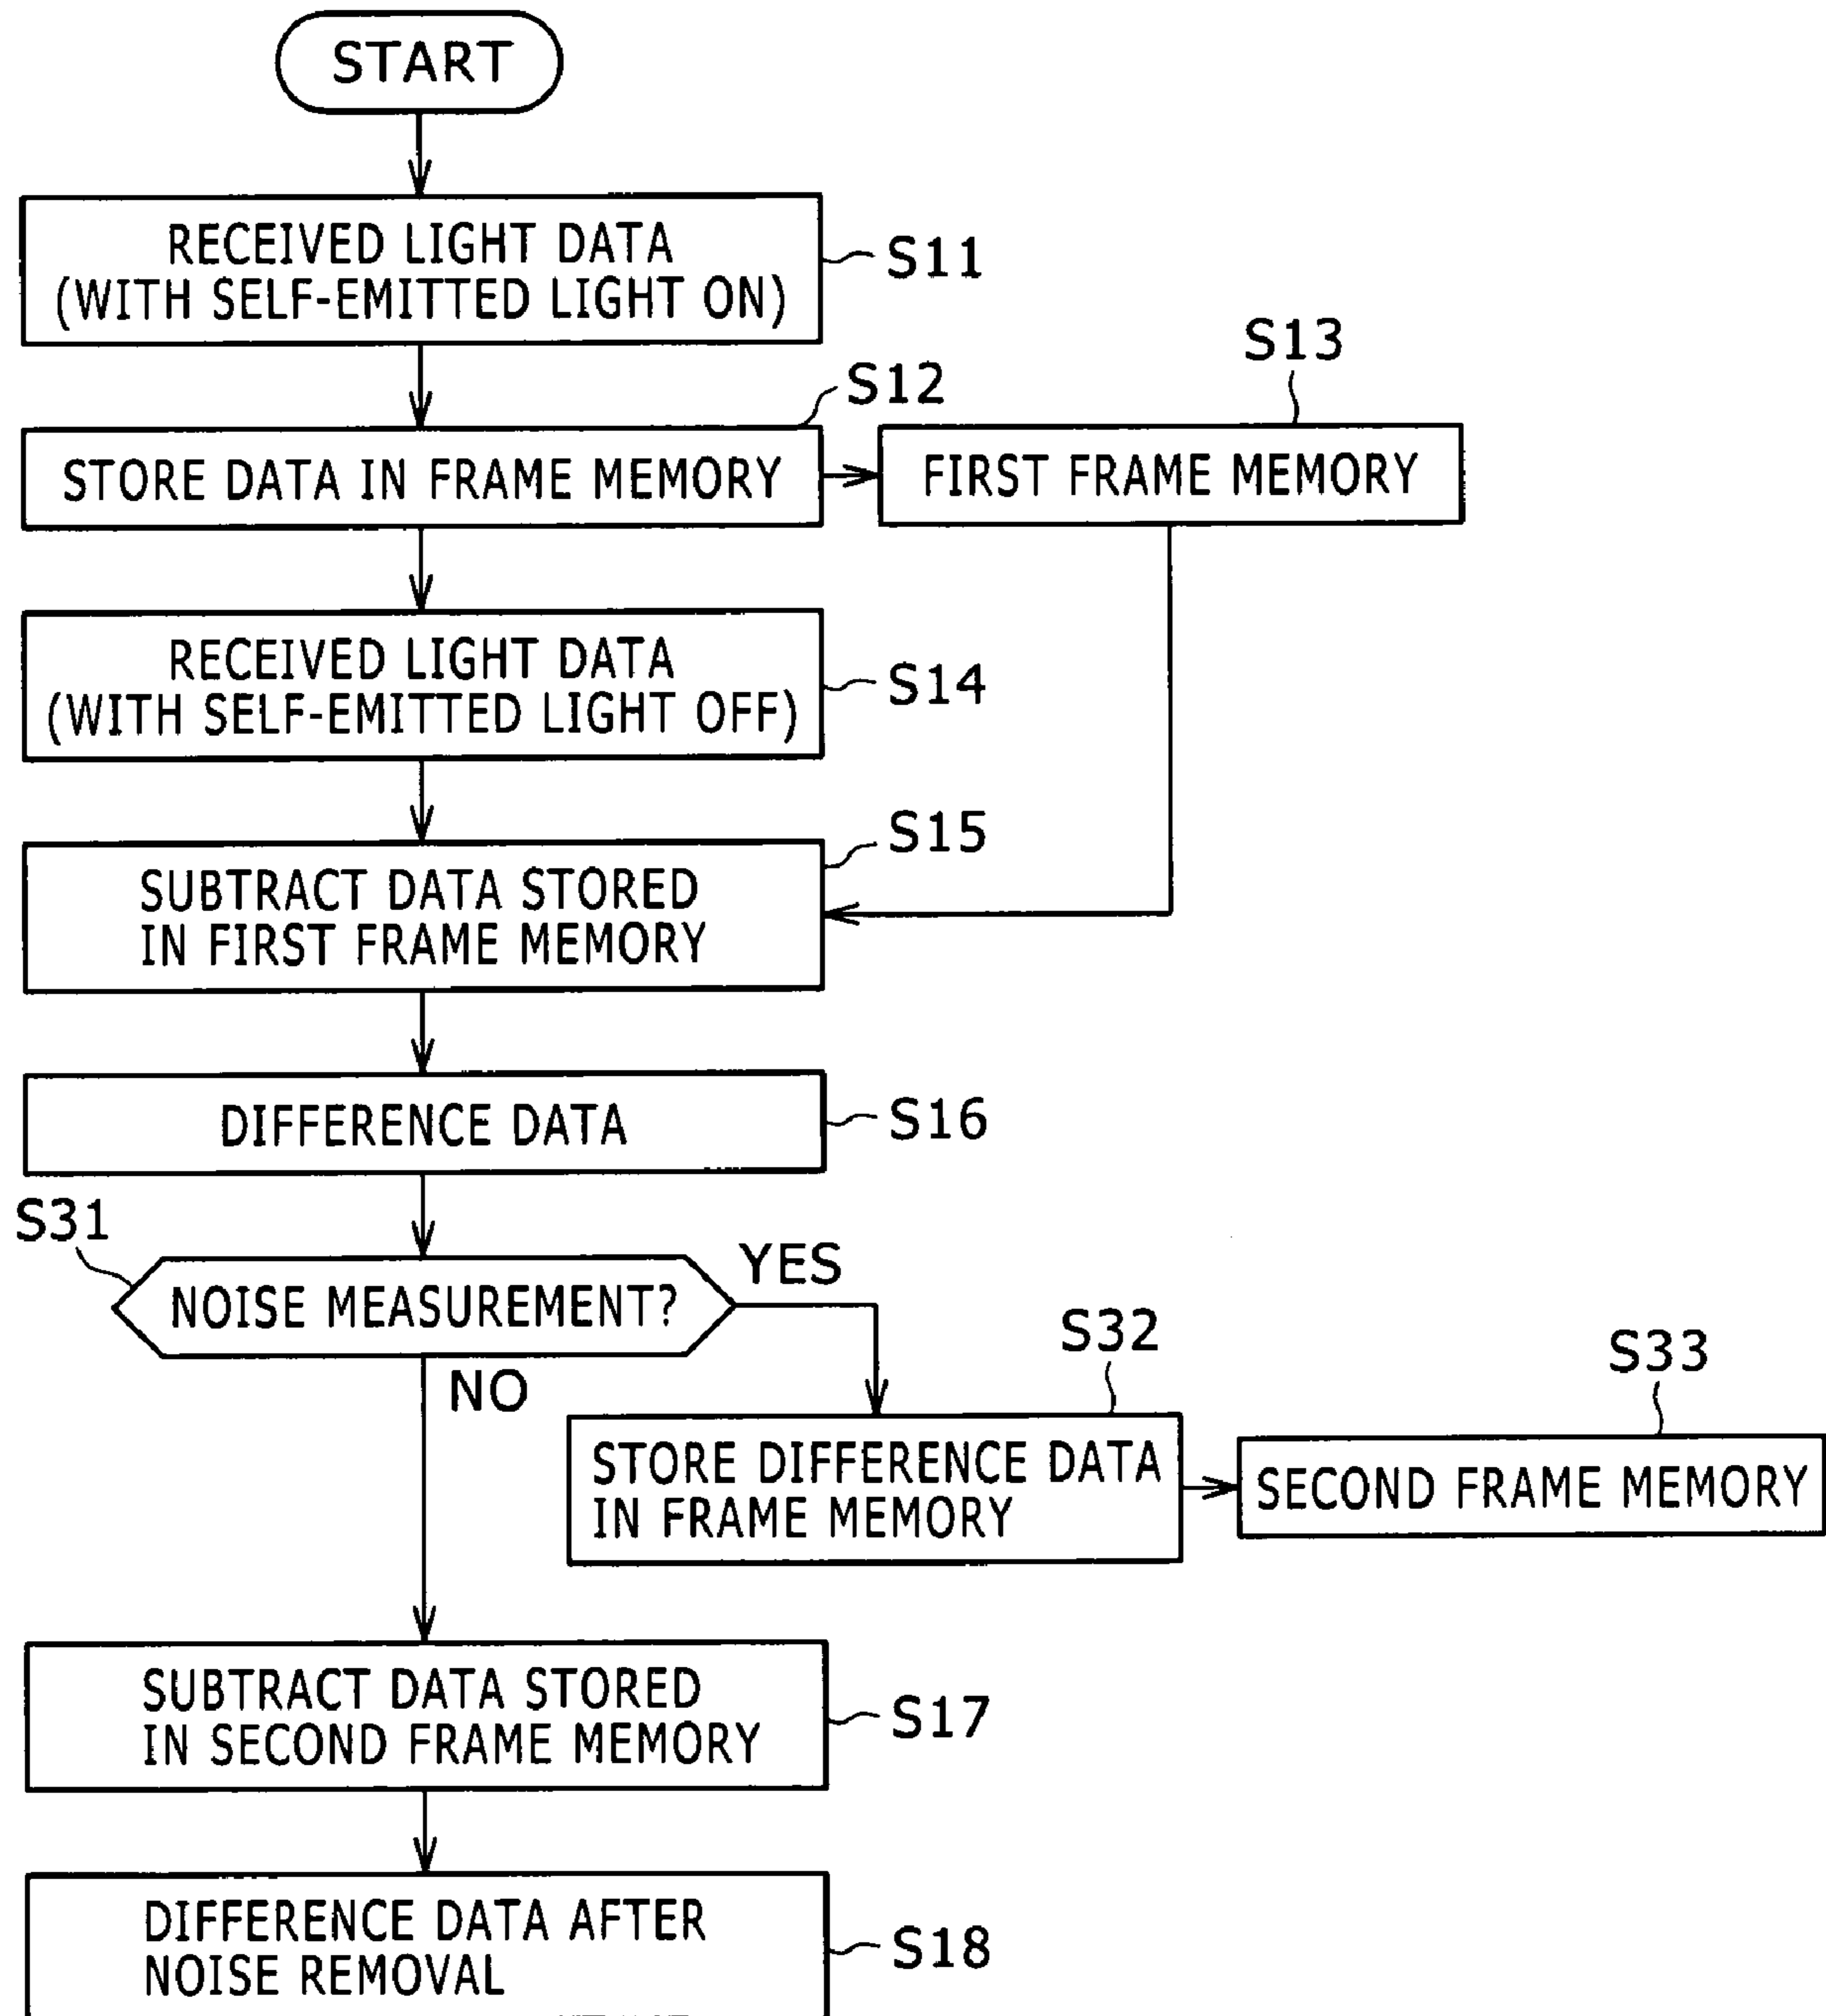 START
RECEIVED LIGHT DATA
(WITH SELF-EMITTED LIGHT ON)
S11
S12
S13
STORE DATA IN FRAME MEMORY
FIRST FRAME MEMORY
RECEIVED LIGHT DATA
(WITH SELF-EMITTED LIGHT OFF)
S14
S15
SUBTRACT DATA STORED
IN FIRST FRAME MEMORY
DIFFERENCE DATA
S16
S31
NOISE MEASUREMENT?
YES
NO
S32
S33
STORE DIFFERENCE DATA
IN FRAME MEMORY
SECOND FRAME MEMORY
SUBTRACT DATA STORED
IN SECOND FRAME MEMORY
S17
DIFFERENCE DATA AFTER
NOISE REMOVAL
S18